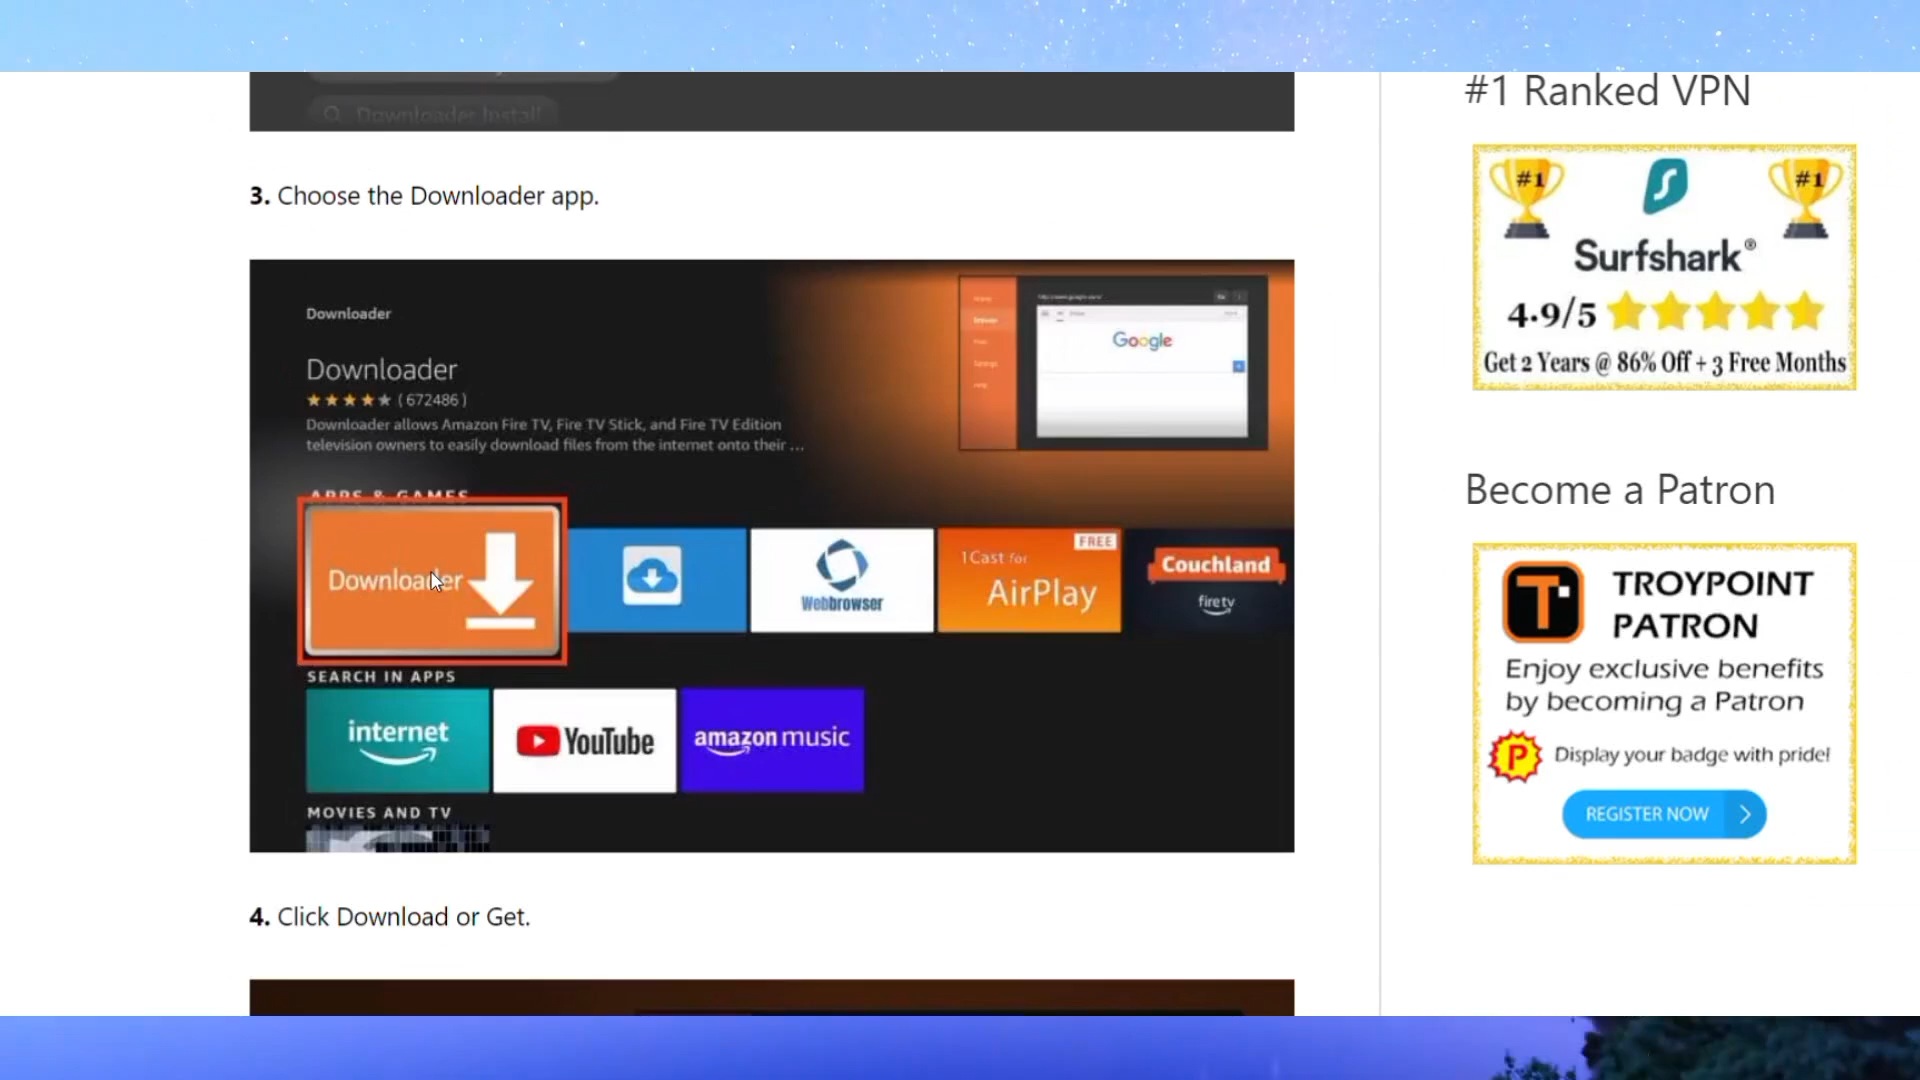 Downloader Install
3. Choose the Downloader app.
Downloader
Downloader
( 672486 )
Downloader allows Amazon Fire TV, Fire TV Stick, and Fire TV Edition
television owners to easily download files from the internet onto their ...
Google
APPS & GAMES
Downloader
Webbrowser
1Cast for
AirPlay
FREE
Couchland
firetv
SEARCH IN APPS
internet
YouTube
amazon music
MOVIES AND TV
4. Click Download or Get.
#1 Ranked VPN
#1
#1
Surfshark®
4.9/5
Get 2 Years @ 86% Off + 3 Free Months
Become a Patron
T
TROYPOINT
PATRON
Enjoy exclusive benefits
by becoming a Patron
P
Display your badge with pride!
REGISTER NOW